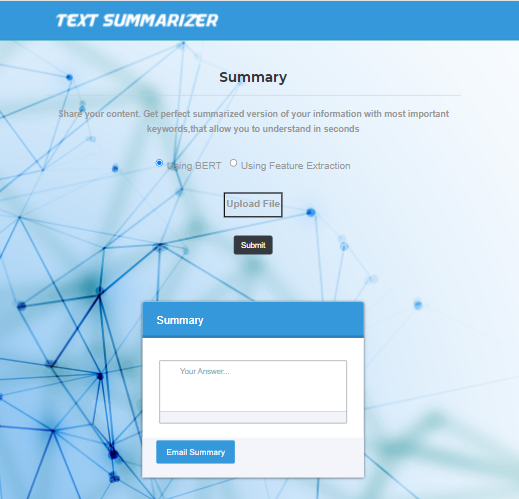 TEXT SUMMARIZER
Summary
Share your content. Get perfect summarized version of your information with most important
keywords,that allow you to understand in seconds
Using BERT Using Feature Extraction
Upload File
Submit
Summary
Your Answer...
Email Summary